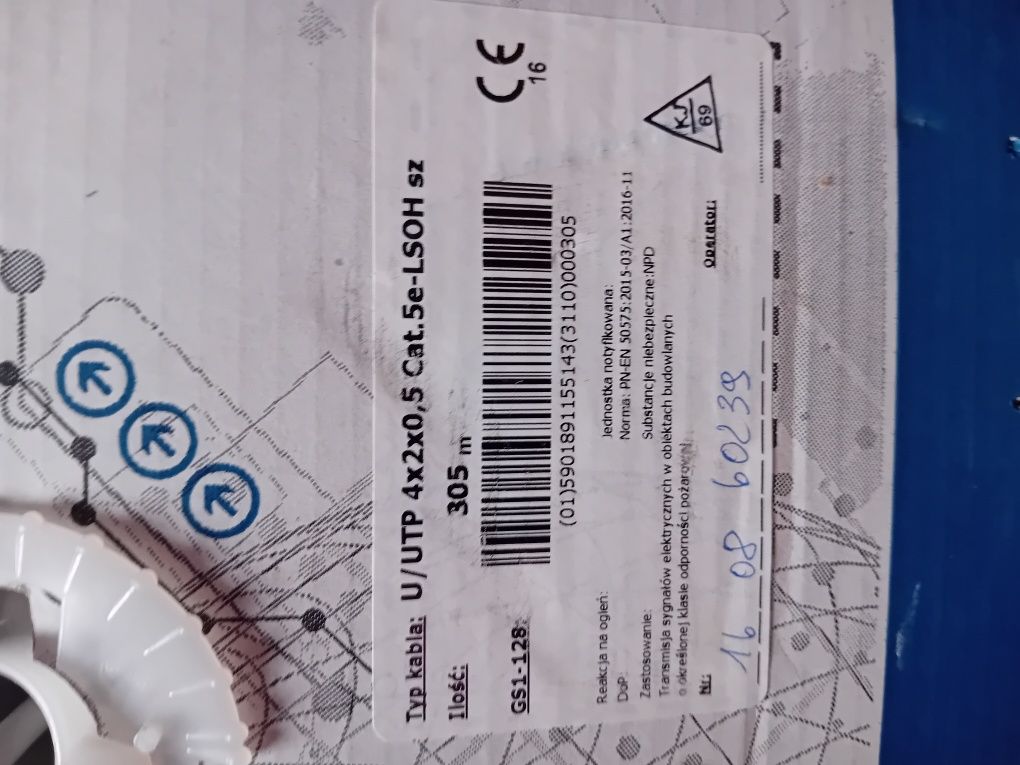 Typ kabla: U/UTP 4x2x0,5 Cat.5e-LSOH sz
Ilość: 305 m
CE
16
GS1-128:
(01)5901891155143(3110)000305
Reakcja na ogień:
Jednostka notyfikowana:
DoP:
Norma: PN-EN 50575:2015-03/A1:2016-11
Zastosowanie:
Substancje niebezpieczne:NPD
Transmisja sygnałów elektrycznych w obiektach budowlanych
o określonej klasie odporności pożarowej
KJ
69
Nr:
Operator:
16 08 60239